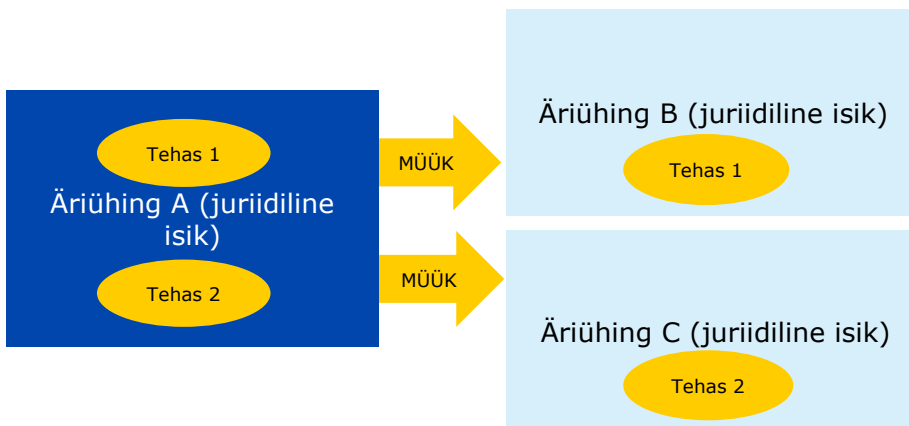 Tehas 1
Äriühing A (juriidiline
isik)
Tehas 2
MÜÜK
MÜÜK
Äriühing B (juriidiline isik)
Tehas 1
Äriühing C (juriidiline isik)
Tehas 2